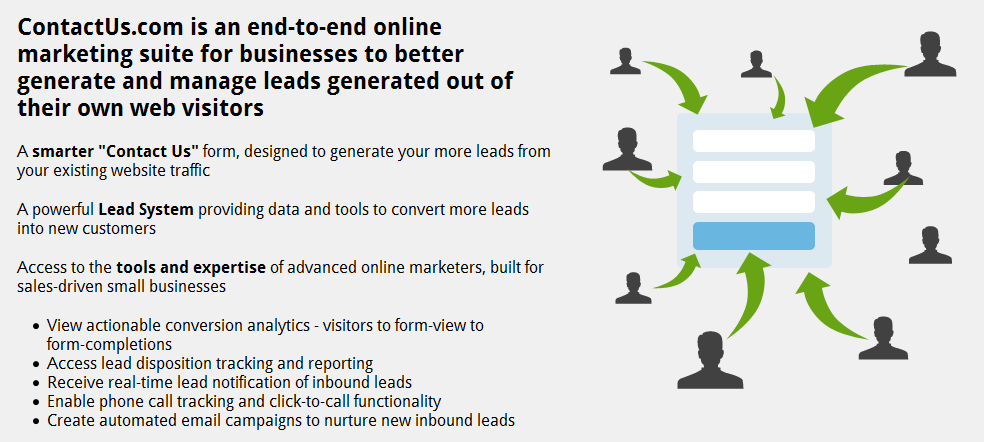 ContactUs.com is an end-to-end online
marketing suite for businesses to better
generate and manage leads generated out of
their own web visitors
A smarter "Contact Us" form, designed to generate your more leads from
your existing website traffic
A powerful Lead System providing data and tools to convert more leads
into new customers
Access to the tools and expertise of advanced online marketers, built for
sales-driven small businesses
• View actionable conversion analytics - visitors to form-view to
form-completions
• Access lead disposition tracking and reporting
• Receive real-time lead notification of inbound leads
• Enable phone call tracking and click-to-call functionality
• Create automated email campaigns to nurture new inbound leads